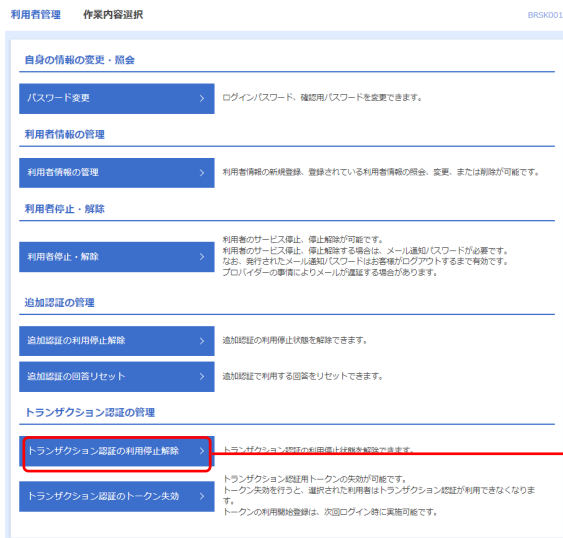 利用者管理 作業内容選択 BRSK001
自身の情報の変更・照会
パスワード変更 > ログインパスワード、確認用パスワードを変更できます。
利用者情報の管理
利用者情報の管理 > 利用者情報の新規登録、登録されている利用者情報の照会、変更、または削除が可能です。
利用者停止・解除
利用者のサービス停止、停止解除が可能です。
利用者停止・解除 > 利用者のサービス停止、停止解除する場合は、メール通知パスワードが必要です。
なお、発行されたメール通知パスワードはお客様がログアウトするまで有効です。
プロバイダーの事情によりメールが遅延する場合があります。
追加認証の管理
追加認証の利用停止解除 > 追加認証の利用停止状態を解除できます。
追加認証の回答リセット > 追加認証で利用する回答をリセットできます。
トランザクション認証の管理
トランザクション認証の利用停止解除 > トランザクション認証の利用停止状態を解除できます。
トランザクション認証用トークンの失効が可能です。
トランザクション認証のトークン失効 > トークン失効を行うと、選択された利用者はトランザクション認証が利用できなくなりま
す。
トークンの利用開始登録は、次回ログイン時に実施可能です。